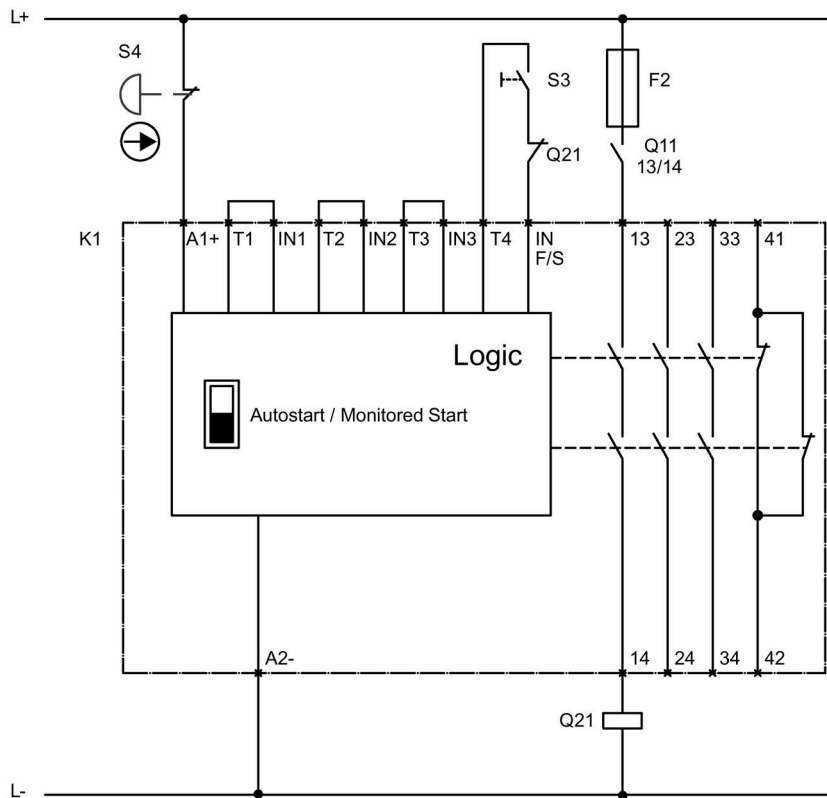 L+
S4
S3
F2
Q21
Q11
13/14
K1
A1+ T1 IN1 T2 IN2 T3 IN3 T4 IN
F/S
13 23 33 41
Logic
Autostart / Monitored Start
A2-
14 24 34 42
Q21
L-